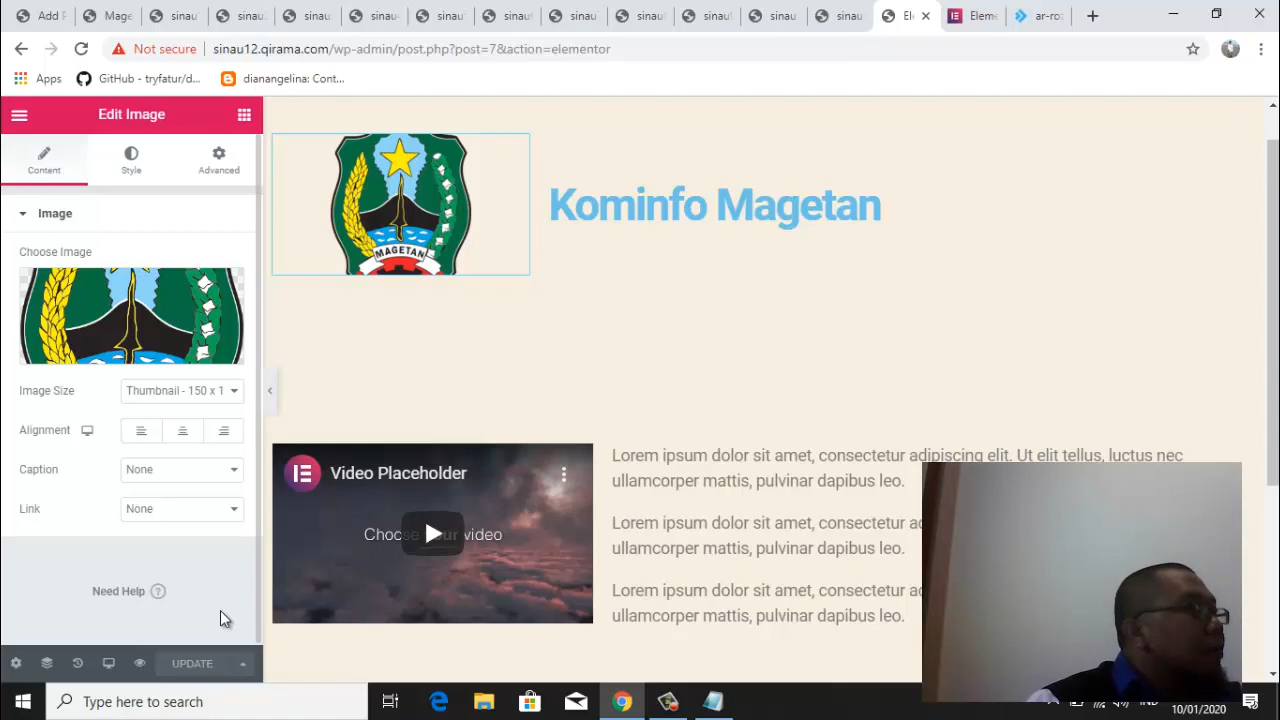 Add P
Mage
sinau
sinau
sinau
sinau
sinau
sinau
sinau
sinau
sinau
sinau
sinau
El
Eleme
ar-roz
Not secure
sinau12.qirama.com/wp-admin/post.php?post=7&action=elementor
Apps
GitHub - tryfatur/d...
dianangelina: Cont...
Edit Image
Content
Style
Advanced
Image
Choose Image
Image Size
Thumbnail - 150 x 1
Alignment
Caption
None
Link
None
Need Help
?
UPDATE
MAGETAN
Kominfo Magetan
Video Placeholder
Choose your video
Lorem ipsum dolor sit amet, consectetur adipiscing elit. Ut elit tellus, luctus nec
ullamcorper mattis, pulvinar dapibus leo.
Lorem ipsum dolor sit amet, consectetur
ullamcorper mattis, pulvinar dapibus leo.
Lorem ipsum dolor sit amet, consectetur
ullamcorper mattis, pulvinar dapibus leo.
Type here to search
10/01/2020